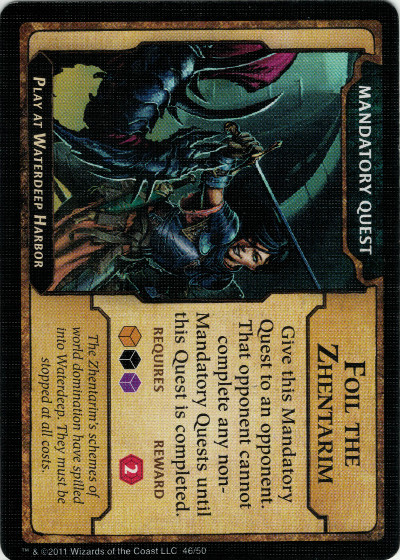 MANDATORY QUEST
PLAY AT WATERDEEP HARBOR
FOIL THE
ZHENTARIM
Give this Mandatory
Quest to an opponent.
That opponent cannot
complete any non-
Mandatory Quests until
this Quest is completed.
REQUIRES
REWARD
2
The Zhentarim's schemes of
world domination have spilled
into Waterdeep. They must be
stopped at all costs.
™ & ©2011 Wizards of the Coast LLC 46/50